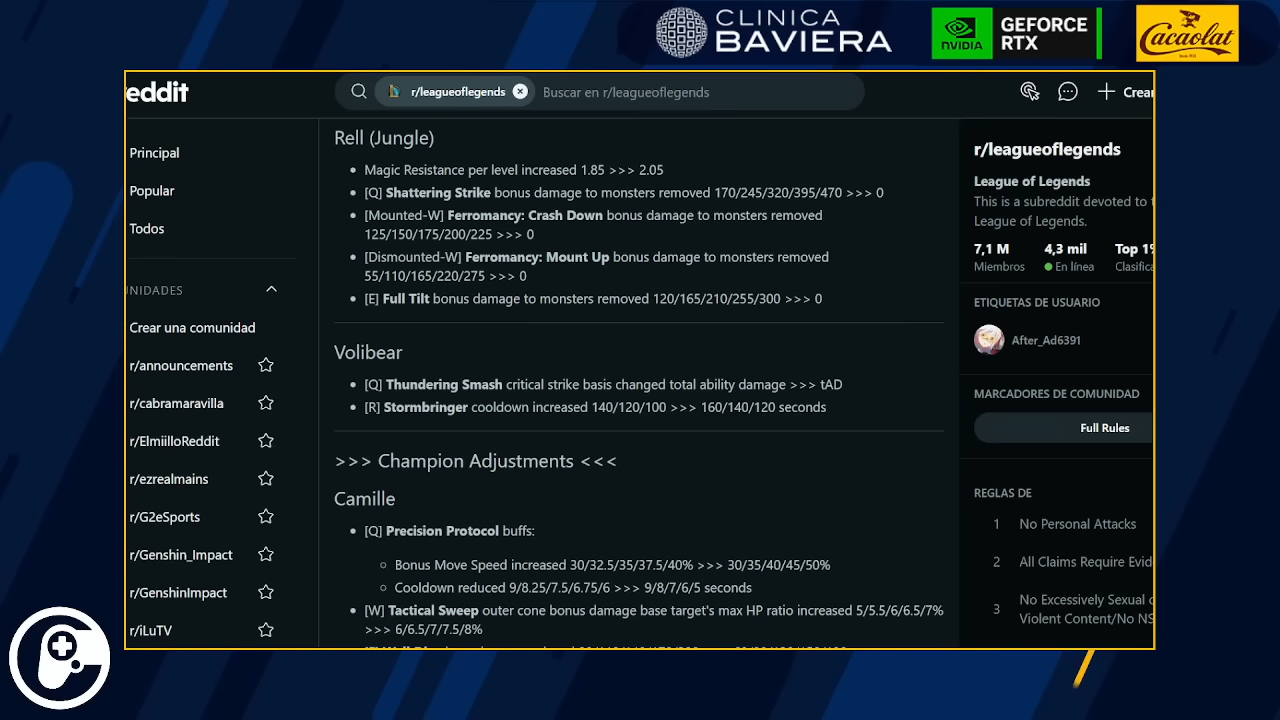 CLINICA
BAVIERA
NVIDIA
GEFORCE
RTX
Cacaolat
eddit
r/leagueoflegends
Buscar en r/leagueoflegends
Crear
Principal
Popular
Todos
UNIDADES
Crear una comunidad
r/announcements
r/cabramaravilla
r/ElmiilloReddit
r/ezrealmains
r/G2eSports
r/Genshin_Impact
r/GenshinImpact
r/iLuTV
Rell (Jungle)
Magic Resistance per level increased 1.85 >>> 2.05
[Q] Shattering Strike bonus damage to monsters removed 170/245/320/395/470 >>> 0
[Mounted-W] Ferromancy: Crash Down bonus damage to monsters removed
125/150/175/200/225 >>> 0
[Dismounted-W] Ferromancy: Mount Up bonus damage to monsters removed
55/110/165/220/275 >>> 0
[E] Full Tilt bonus damage to monsters removed 120/165/210/255/300 >>> 0
Volibear
[Q] Thundering Smash critical strike basis changed total ability damage >>> tAD
[R] Stormbringer cooldown increased 140/120/100 >>> 160/140/120 seconds
>>> Champion Adjustments <<<
Camille
[Q] Precision Protocol buffs:
Bonus Move Speed increased 30/32.5/35/37.5/40% >>> 30/35/40/45/50%
Cooldown reduced 9/8.25/7.5/6.75/6 >>> 9/8/7/6/5 seconds
[W] Tactical Sweep outer cone bonus damage base target's max HP ratio increased 5/5.5/6/6.5/7%
>>> 6/6.5/7/7.5/8%
r/leagueoflegends
League of Legends
This is a subreddit devoted to t
League of Legends.
7,1 M
4,3 mil
Top 1%
Miembros
En línea
Clasifica
ETIQUETAS DE USUARIO
After_Ad6391
MARCADORES DE COMUNIDAD
Full Rules
REGLAS DE
1 No Personal Attacks
2 All Claims Require Evid
3 No Excessively Sexual o
Violent Content/No NS